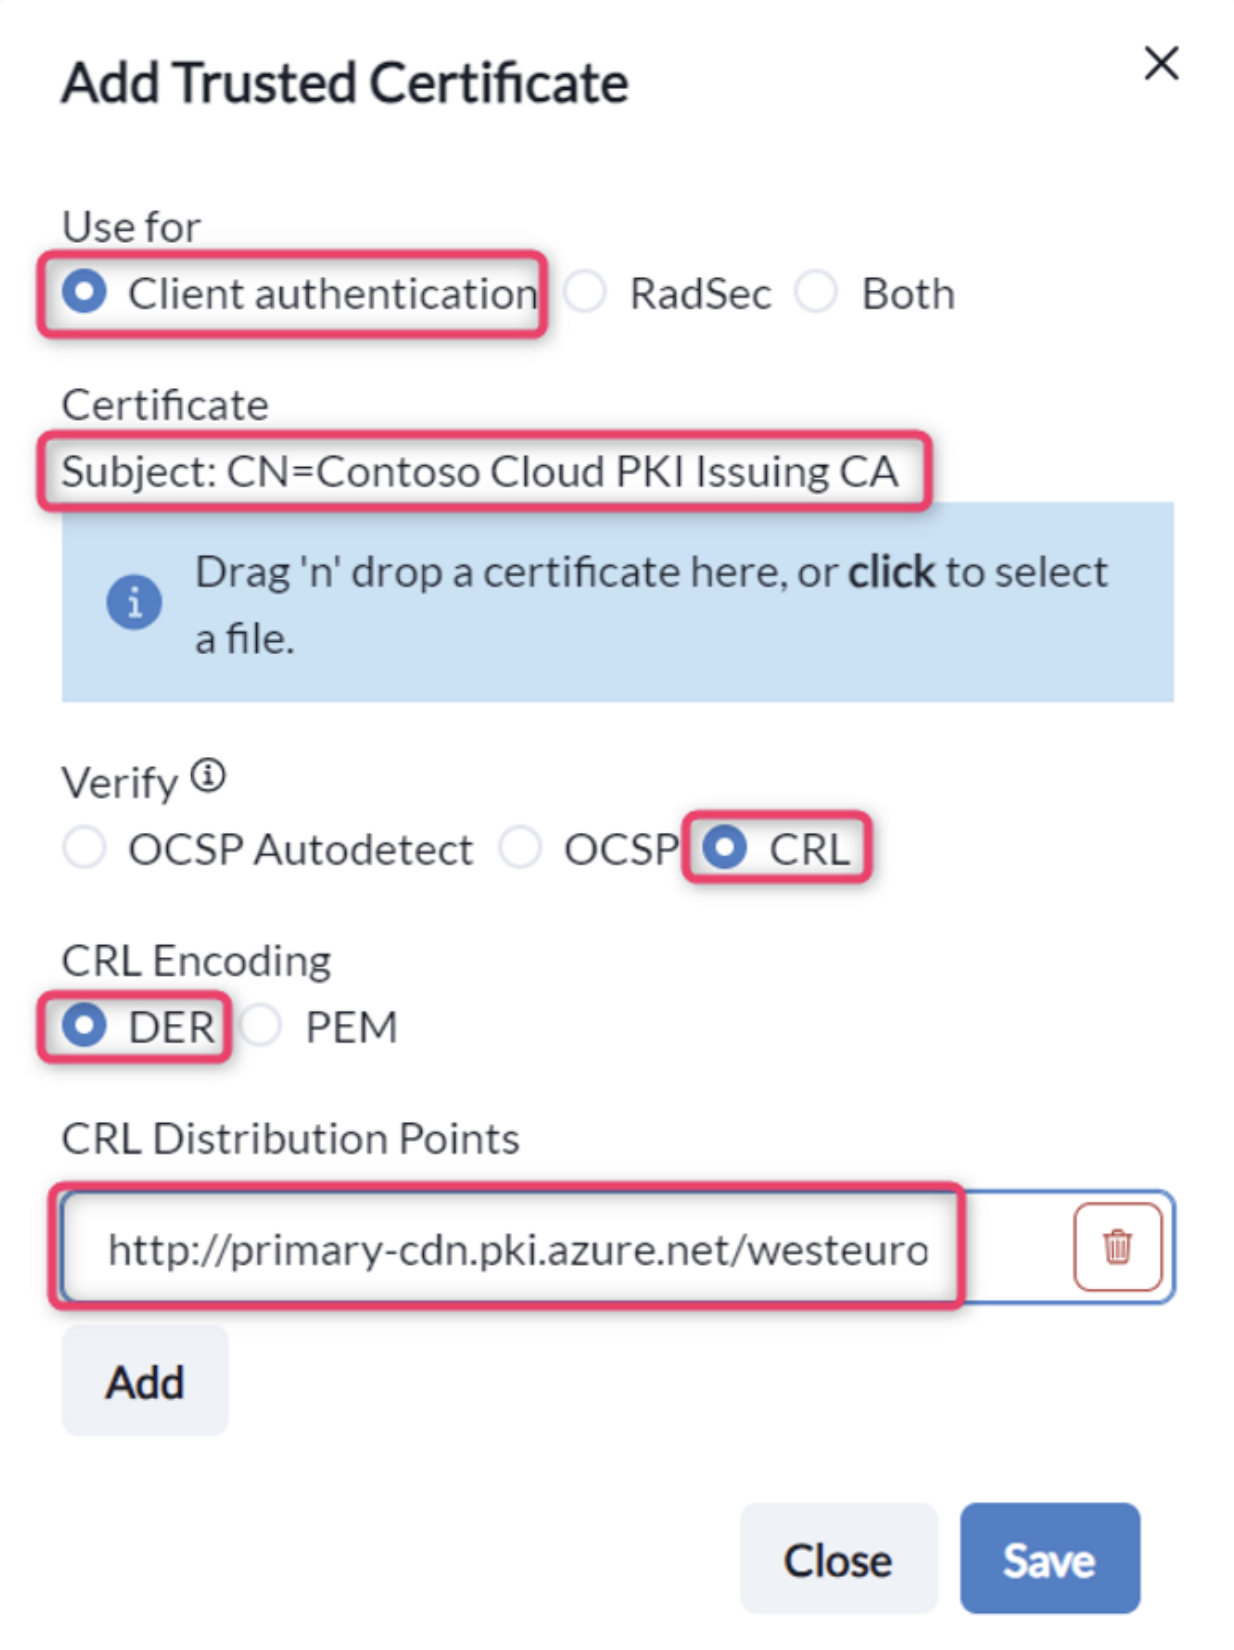 Add Trusted Certificate
Use for
Client authentication RadSec Both
Certificate
Subject: CN=Contoso Cloud PKI Issuing CA
Drag 'n' drop a certificate here, or click to select
a file.
Verify
OCSP Autodetect OCSP CRL
CRL Encoding
DER PEM
CRL Distribution Points
http://primary-cdn.pki.azure.net/westeuro
Add
Close Save